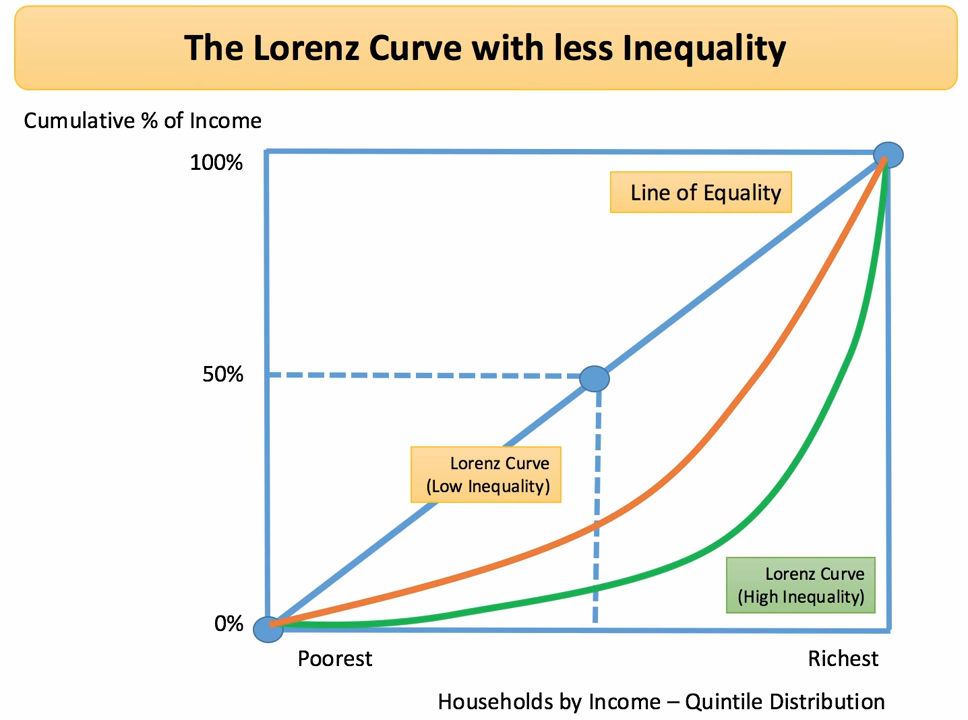 The Lorenz Curve with less Inequality
Cumulative % of Income
100%
Line of Equality
50%
Lorenz Curve
(Low Inequality)
Lorenz Curve
(High Inequality)
0%
Poorest
Richest
Households by Income – Quintile Distribution